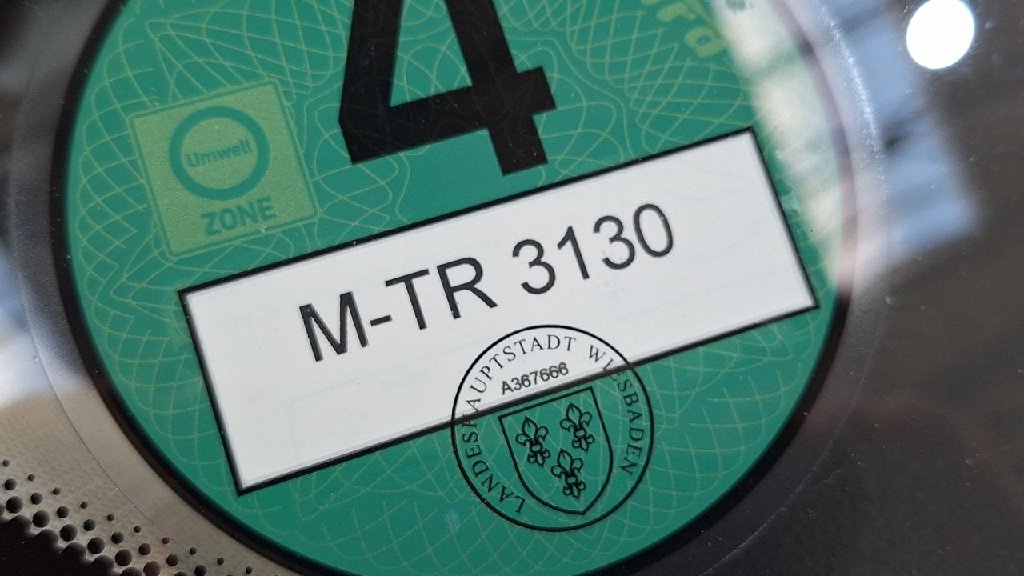 4
Umwelt
ZONE
M-TR 3130
LANDESHAUPTSTADT WIESBADEN
A367666